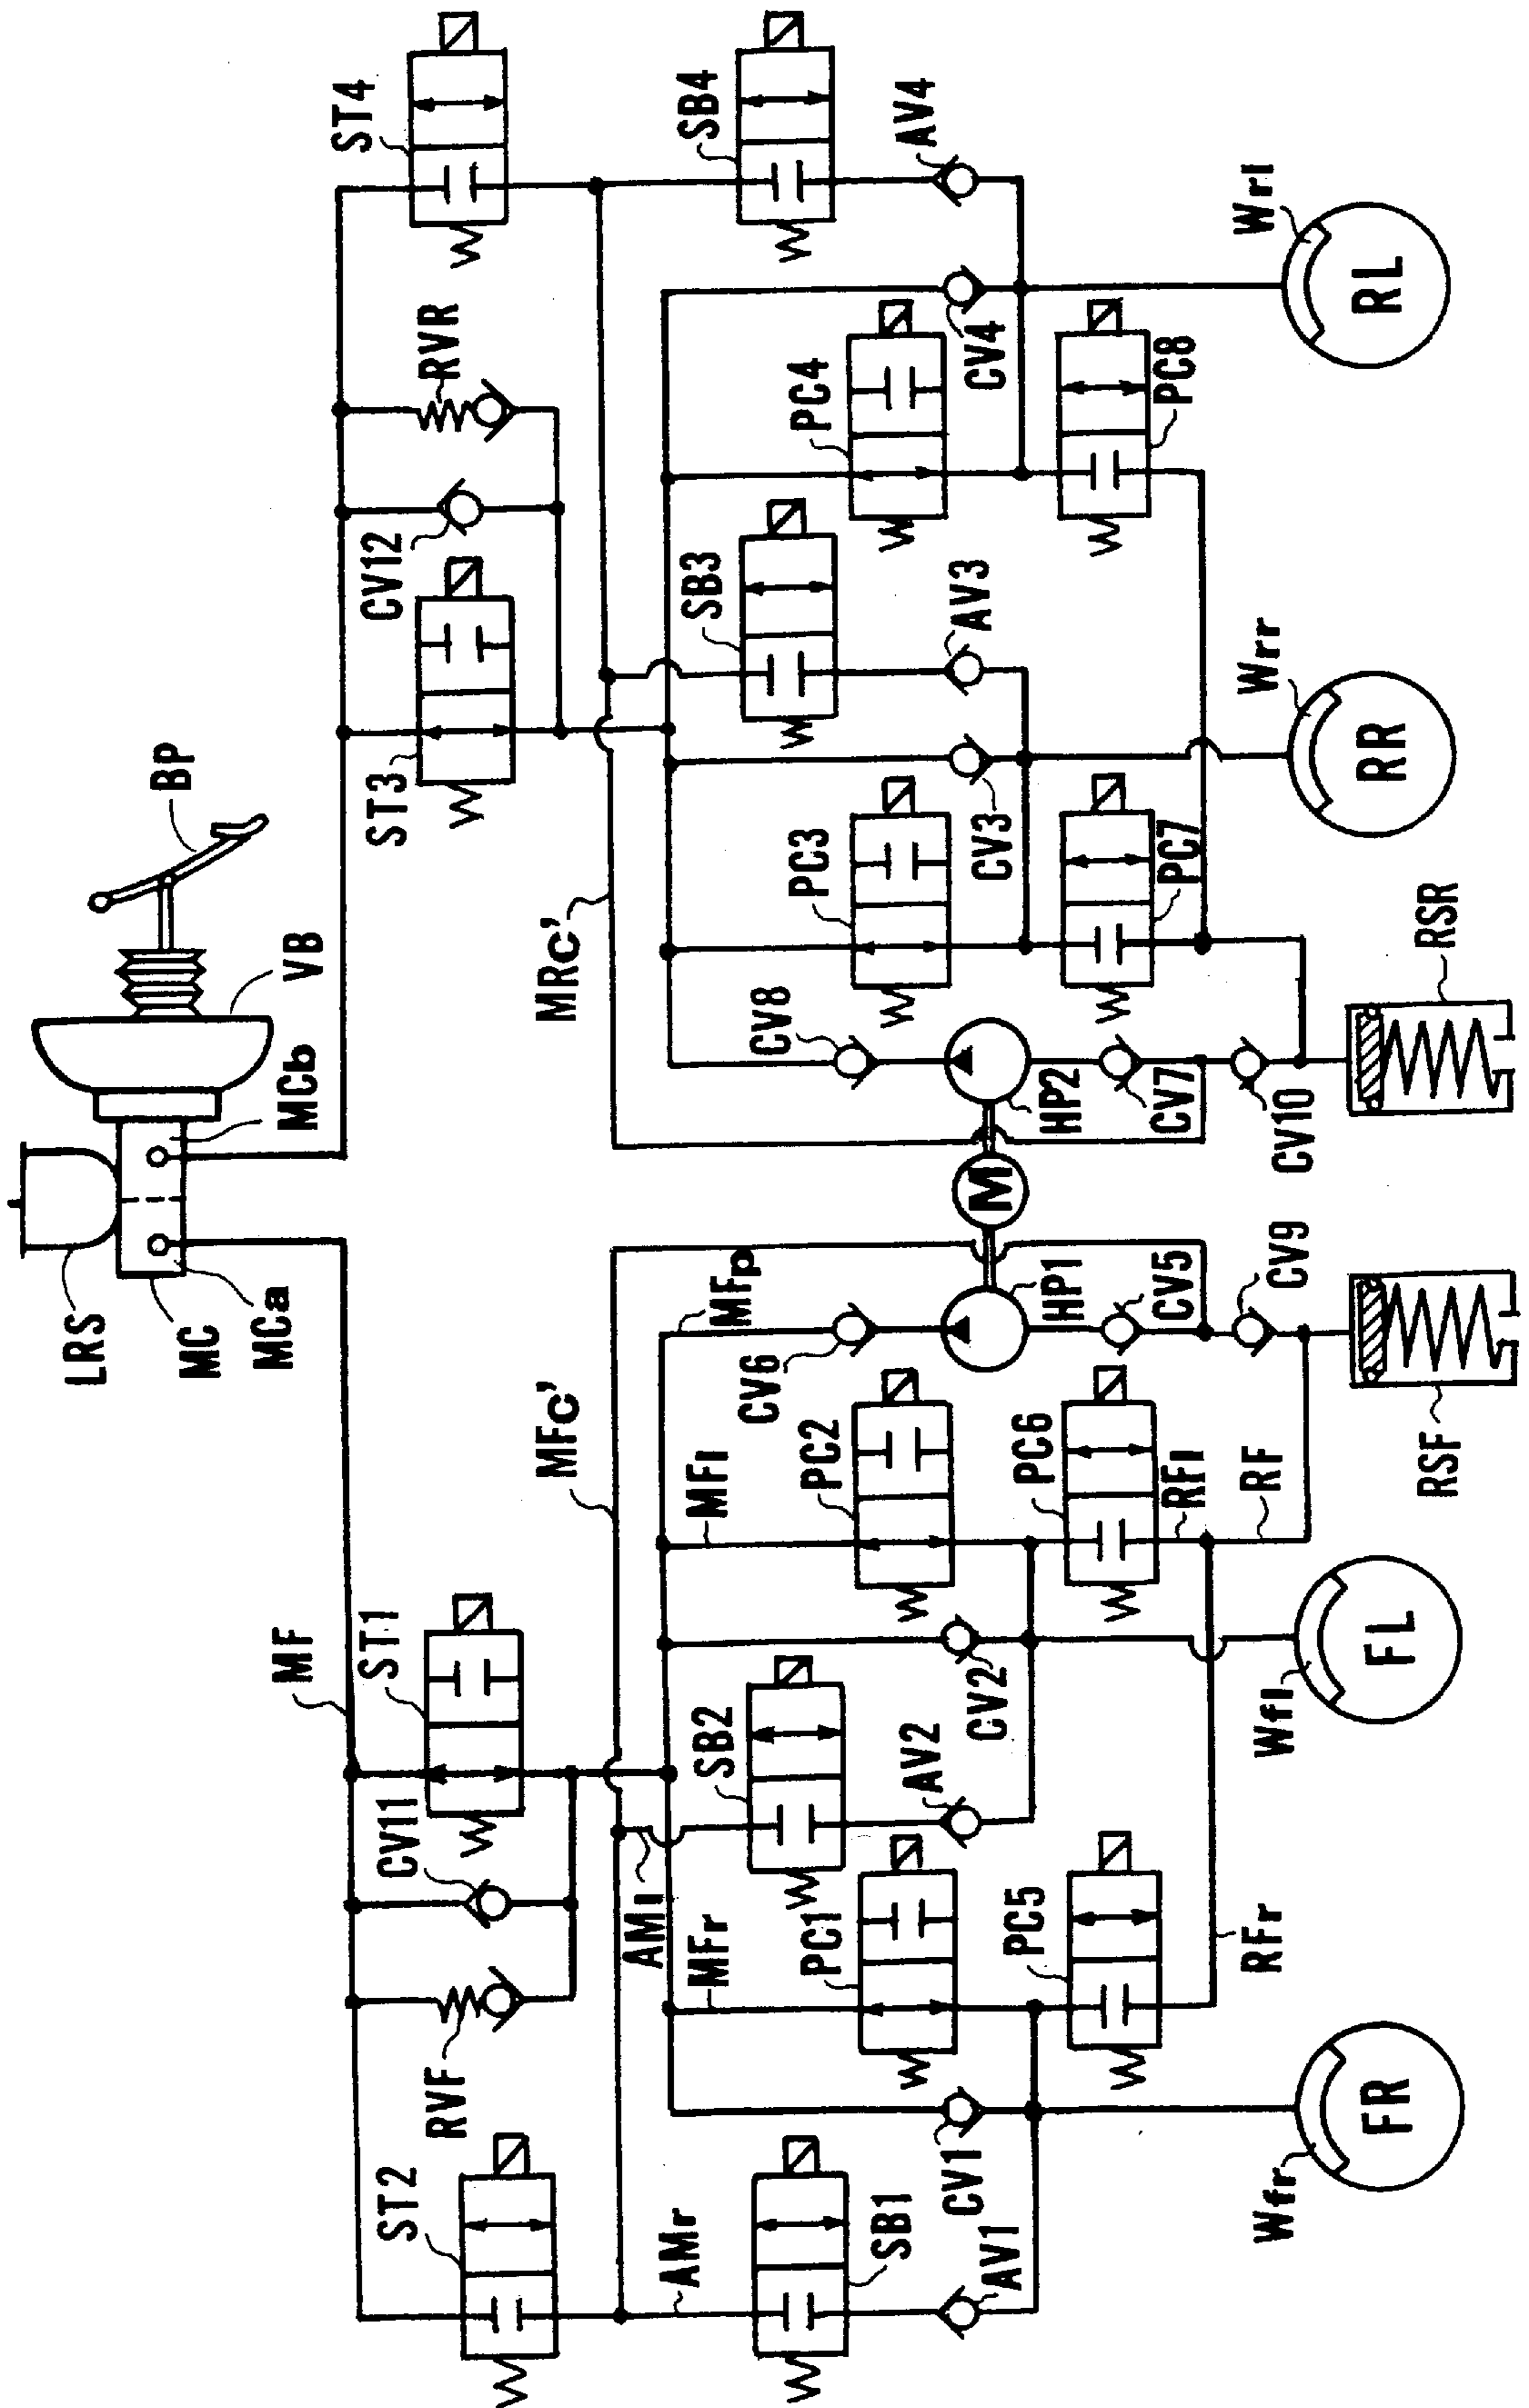 LRS
MC
MCa
MCb
VB
BP
MF
ST1
CV11
RVF
ST2
ST3
CV12
RVR
ST4
MFc'
MRc'
MFp
CV6
HP1
CV5
CV9
M
HP2
CV8
CV7
CV10
AMr
SB1
AV1
CV1
MFr
PC1
PC5
RFr
AMl
SB2
AV2
CV2
MFl
PC2
PC6
RFl
RF
RSF
PC3
CV3
PC7
SB3
AV3
PC4
CV4
PC8
SB4
AV4
RSR
Wfr
FR
Wfl
FL
Wrr
RR
Wrl
RL